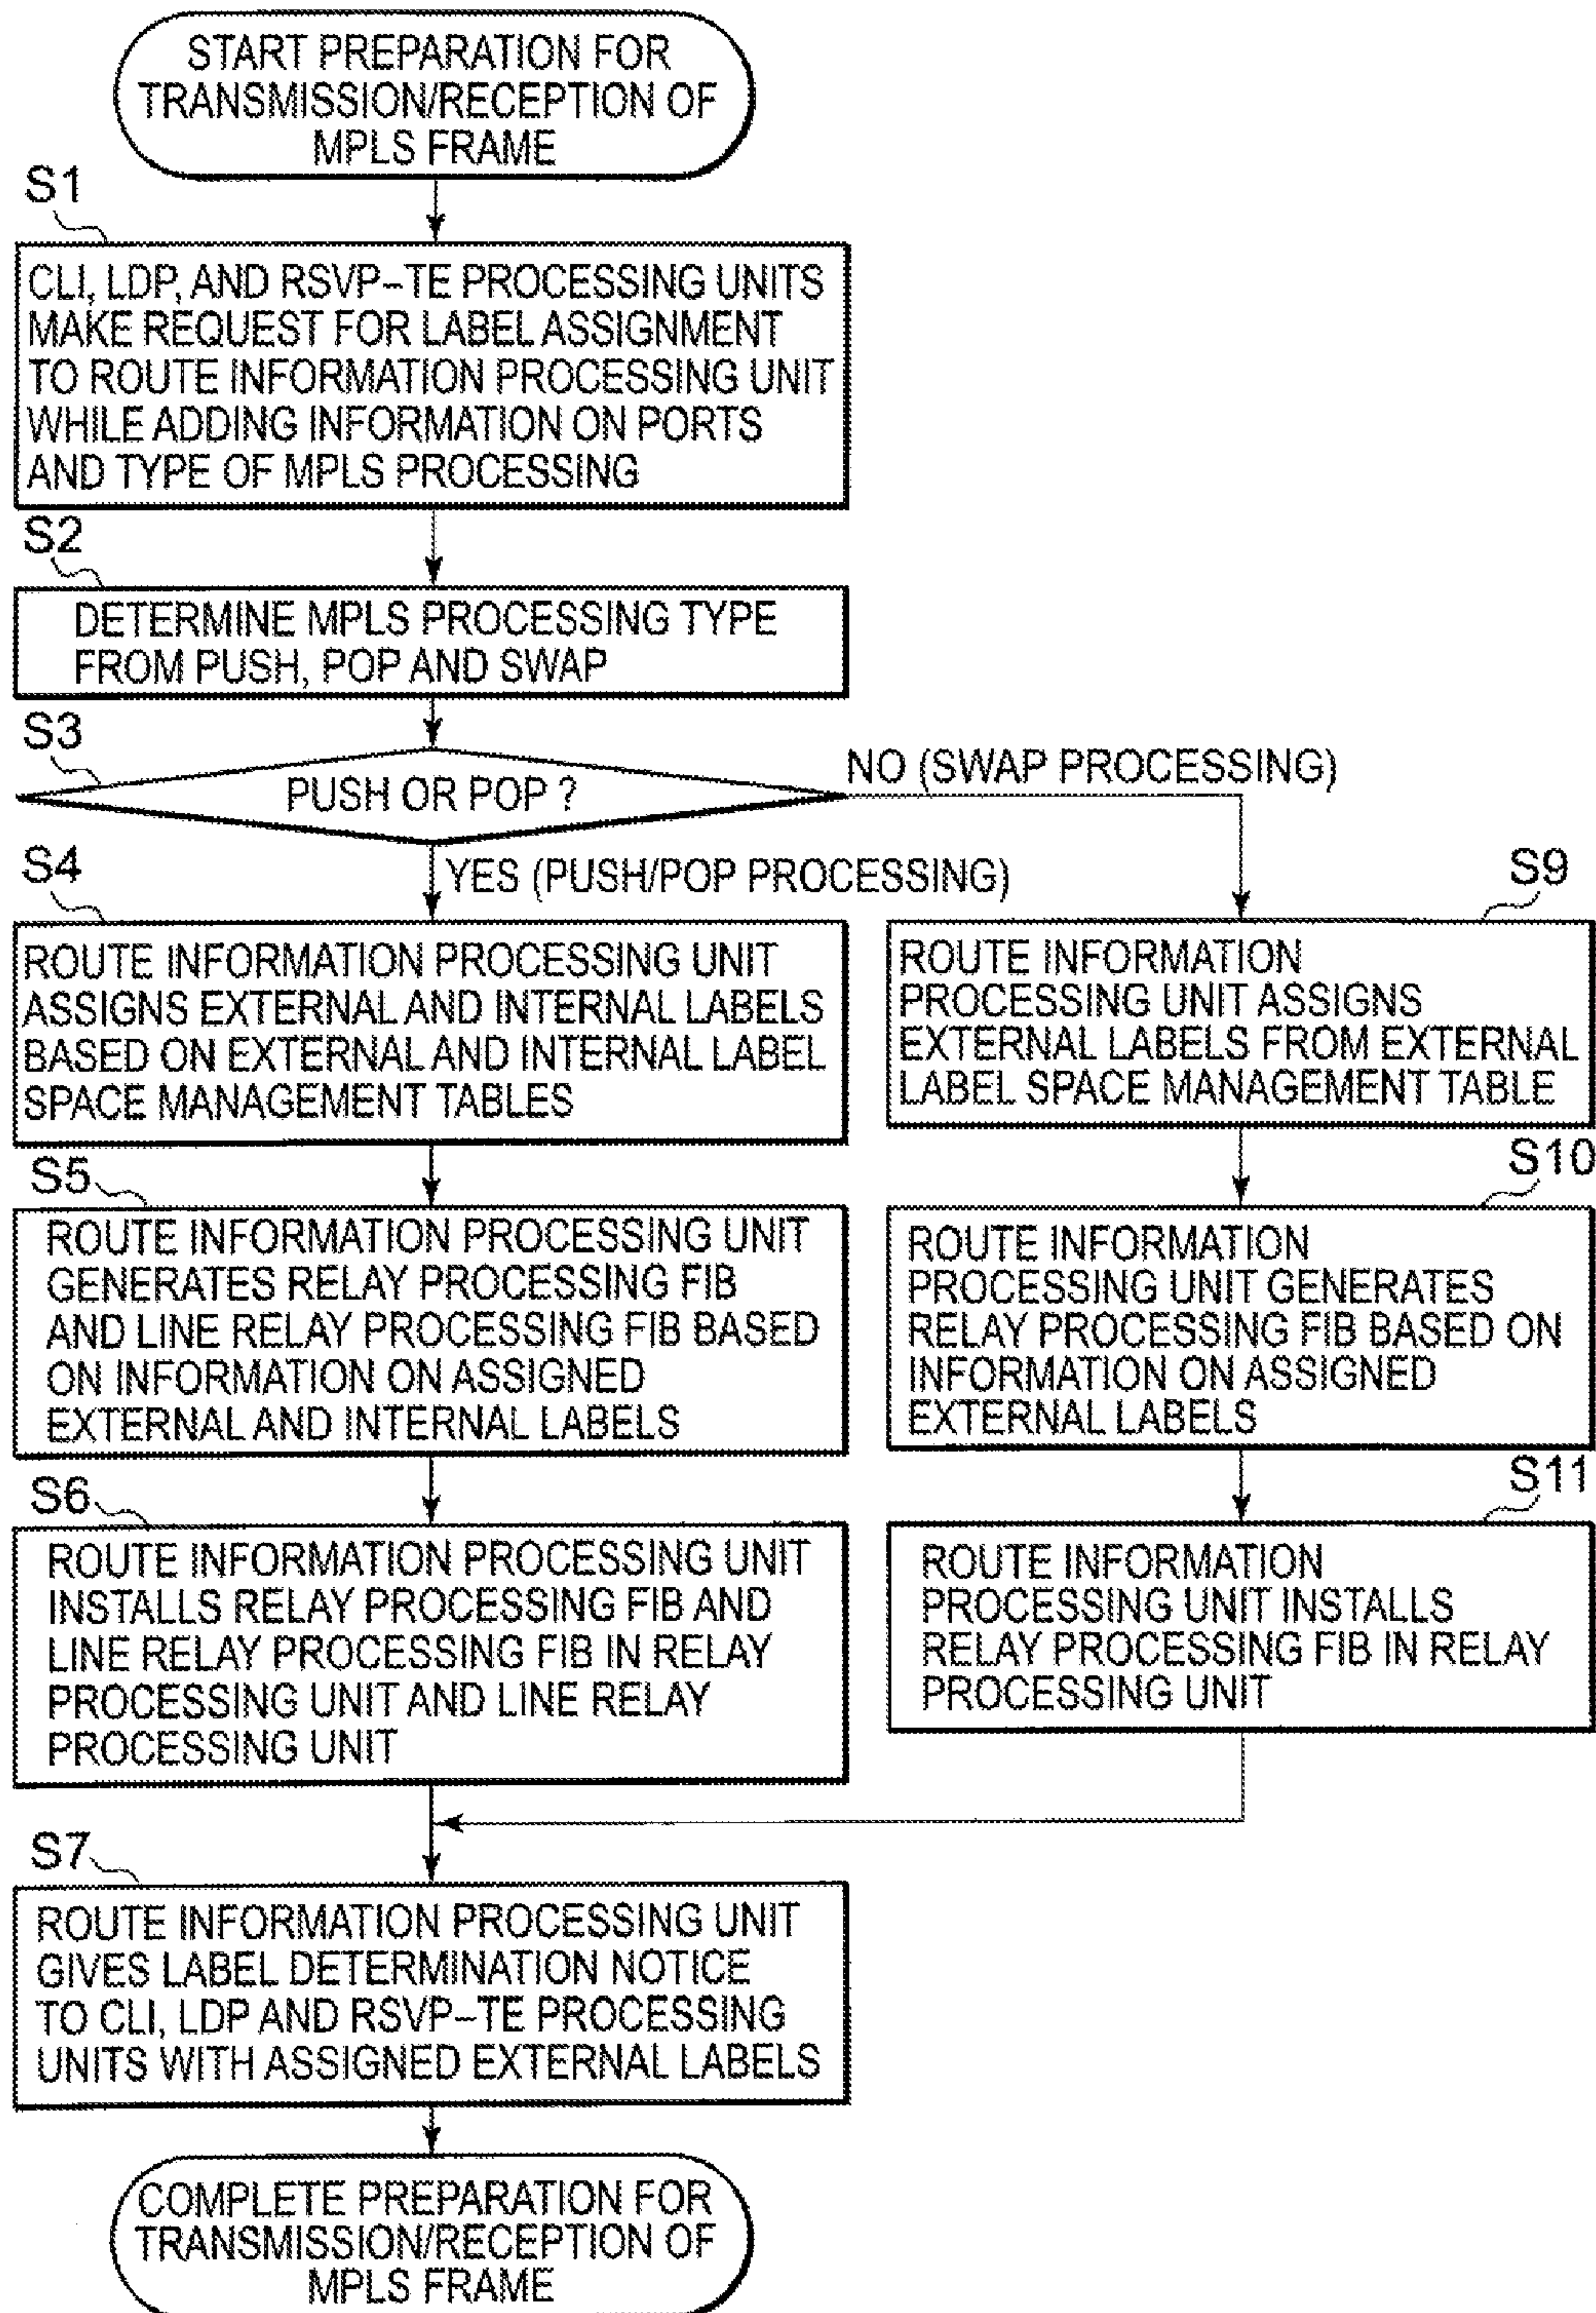 START PREPARATION FOR
TRANSMISSION/RECEPTION OF
MPLS FRAME
S1
CLI, LDP, AND RSVP-TE PROCESSING UNITS
MAKE REQUEST FOR LABEL ASSIGNMENT
TO ROUTE INFORMATION PROCESSING UNIT
WHILE ADDING INFORMATION ON PORTS
AND TYPE OF MPLS PROCESSING
S2
DETERMINE MPLS PROCESSING TYPE
FROM PUSH, POP AND SWAP
S3
PUSH OR POP ?
NO (SWAP PROCESSING)
YES (PUSH/POP PROCESSING)
S4
ROUTE INFORMATION PROCESSING UNIT
ASSIGNS EXTERNAL AND INTERNAL LABELS
BASED ON EXTERNAL AND INTERNAL LABEL
SPACE MANAGEMENT TABLES
S5
ROUTE INFORMATION PROCESSING UNIT
GENERATES RELAY PROCESSING FIB
AND LINE RELAY PROCESSING FIB BASED
ON INFORMATION ON ASSIGNED
EXTERNAL AND INTERNAL LABELS
S6
ROUTE INFORMATION PROCESSING UNIT
INSTALLS RELAY PROCESSING FIB AND
LINE RELAY PROCESSING FIB IN RELAY
PROCESSING UNIT AND LINE RELAY
PROCESSING UNIT
S9
ROUTE INFORMATION
PROCESSING UNIT ASSIGNS
EXTERNAL LABELS FROM EXTERNAL
LABEL SPACE MANAGEMENT TABLE
S10
ROUTE INFORMATION
PROCESSING UNIT GENERATES
RELAY PROCESSING FIB BASED ON
INFORMATION ON ASSIGNED
EXTERNAL LABELS
S11
ROUTE INFORMATION
PROCESSING UNIT INSTALLS
RELAY PROCESSING FIB IN RELAY
PROCESSING UNIT
S7
ROUTE INFORMATION PROCESSING UNIT
GIVES LABEL DETERMINATION NOTICE
TO CLI, LDP AND RSVP-TE PROCESSING
UNITS WITH ASSIGNED EXTERNAL LABELS
COMPLETE PREPARATION FOR
TRANSMISSION/RECEPTION OF
MPLS FRAME